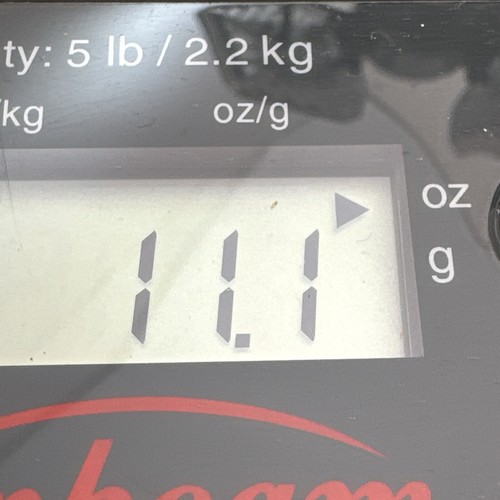 ty: 5 lb / 2.2 kg
/kg oz/g
oz
g
11.1